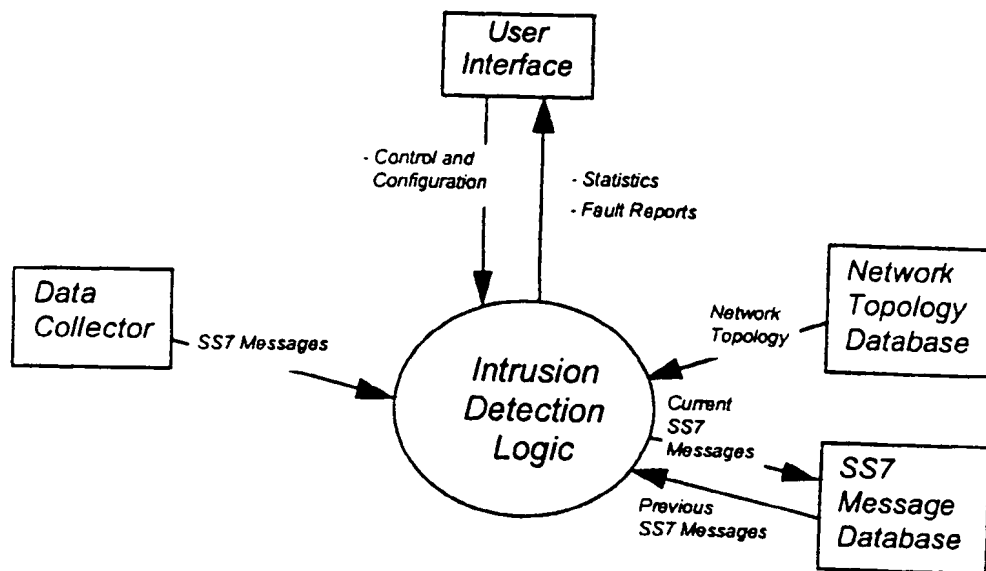 User
Interface
- Control and
Configuration
- Statistics
- Fault Reports
Data
Collector
SS7 Messages
Network
Topology
Network
Topology
Database
Intrusion
Detection
Logic
Current
SS7
Messages
Previous
SS7 Messages
SS7
Message
Database